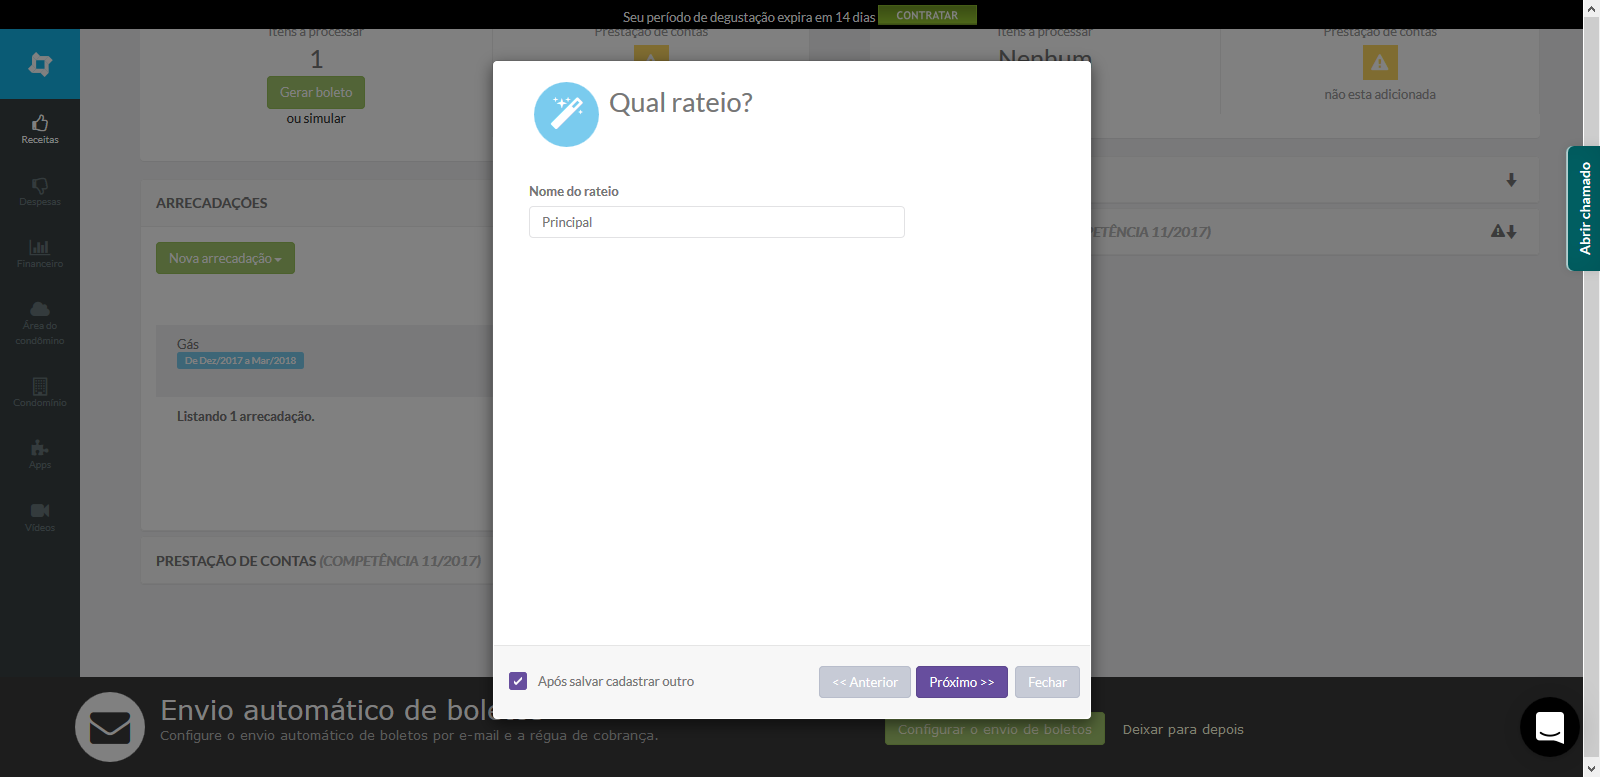 Seu período de degustação expira em 14 dias CONTRATAR
Itens a processar
Prestação de contas
Itens a processar
Prestação de contas
1
Nenhum
Gerar boleto
ou simular
não esta adicionada
Receitas
Despesas
Financeiro
Área do
condômino
Condomínio
Apps
Vídeos
ARRECADAÇÕES
Nova arrecadação
Gás
De Dez/2017 a Mar/2018
Listando 1 arrecadação.
PRESTAÇÃO DE CONTAS (COMPETÊNCIA 11/2017)
PETÊNCIA 11/2017)
Abrir chamado
Qual rateio?
Nome do rateio
Principal
Após salvar cadastrar outro
<< Anterior
Próximo >>
Fechar
Envio automático de boletos
Configure o envio automático de boletos por e-mail e a régua de cobrança.
Configurar o envio de boletos
Deixar para depois